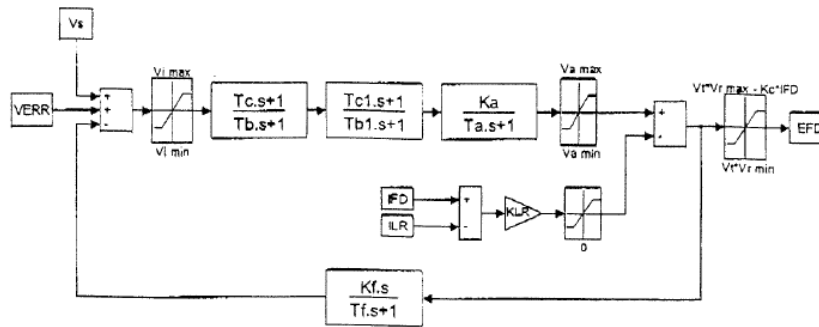 Vs
VERR
+
+
-
Vi max
Vi min
Tc.s+1
Tb.s+1
Tc1.s+1
Tb1.s+1
Ka
Ta.s+1
Va max
Va min
+
-
Vt*Vr max - Kc*IFD
Vt*Vr min
EFD
IFD
ILR
+
-
KLR
0
Kf.s
Tf.s+1